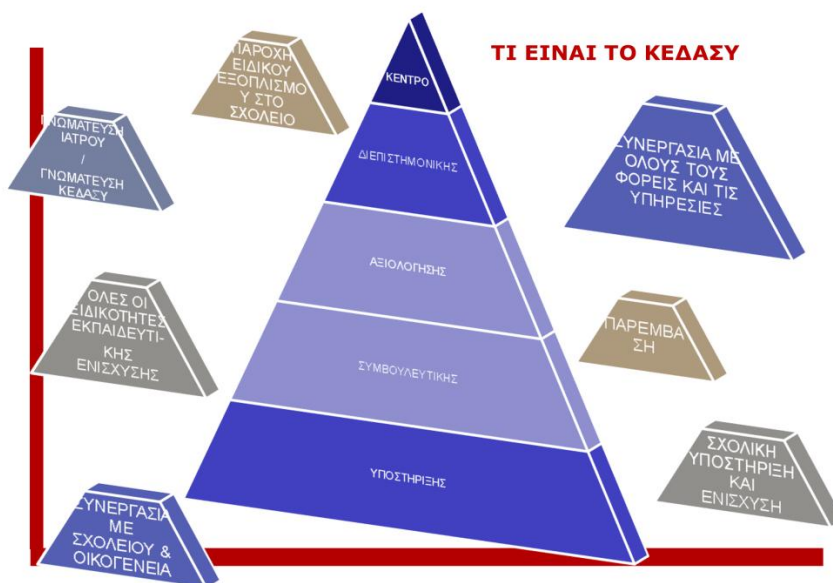 ΤΙ ΕΙΝΑΙ ΤΟ ΚΕΔΑΣΥ
ΚΕΝΤΡΟ
ΔΙΕΠΙΣΤΗΜΟΝΙΚΗΣ
ΑΞΙΟΛΟΓΗΣΗΣ
ΣΥΜΒΟΥΛΕΥΤΙΚΗΣ
ΥΠΟΣΤΗΡΙΞΗΣ
ΠΑΡΟΧΗ
ΕΙΔΙΚΟΥ
ΕΞΟΠΛΙΣΜΟ
Υ ΣΤΟ
ΣΧΟΛΕΙΟ
ΓΝΩΜΑΤΕΥΣΗ
ΙΑΤΡΟΥ
/
ΓΝΩΜΑΤΕΥΣΗ
ΚΕΔΑΣΥ
ΟΛΕΣ ΟΙ
ΕΙΔΙΚΟΤΗΤΕΣ
ΕΚΠΑΙΔΕΥΤΙ-
ΚΗΣ
ΕΝΙΣΧΥΣΗΣ
ΣΥΝΕΡΓΑΣΙΑ
ΜΕ
ΣΧΟΛΕΙΟΥ &
ΟΙΚΟΓΕΝΕΙΑ
ΣΥΝΕΡΓΑΣΙΑ ΜΕ
ΟΛΟΥΣ ΤΟΥΣ
ΦΟΡΕΙΣ ΚΑΙ ΤΙΣ
ΥΠΗΡΕΣΙΕΣ
ΠΑΡΕΜΒΑ
ΣΗ
ΣΧΟΛΙΚΗ
ΥΠΟΣΤΗΡΙΞΗ
ΚΑΙ
ΕΝΙΣΧΥΣΗ